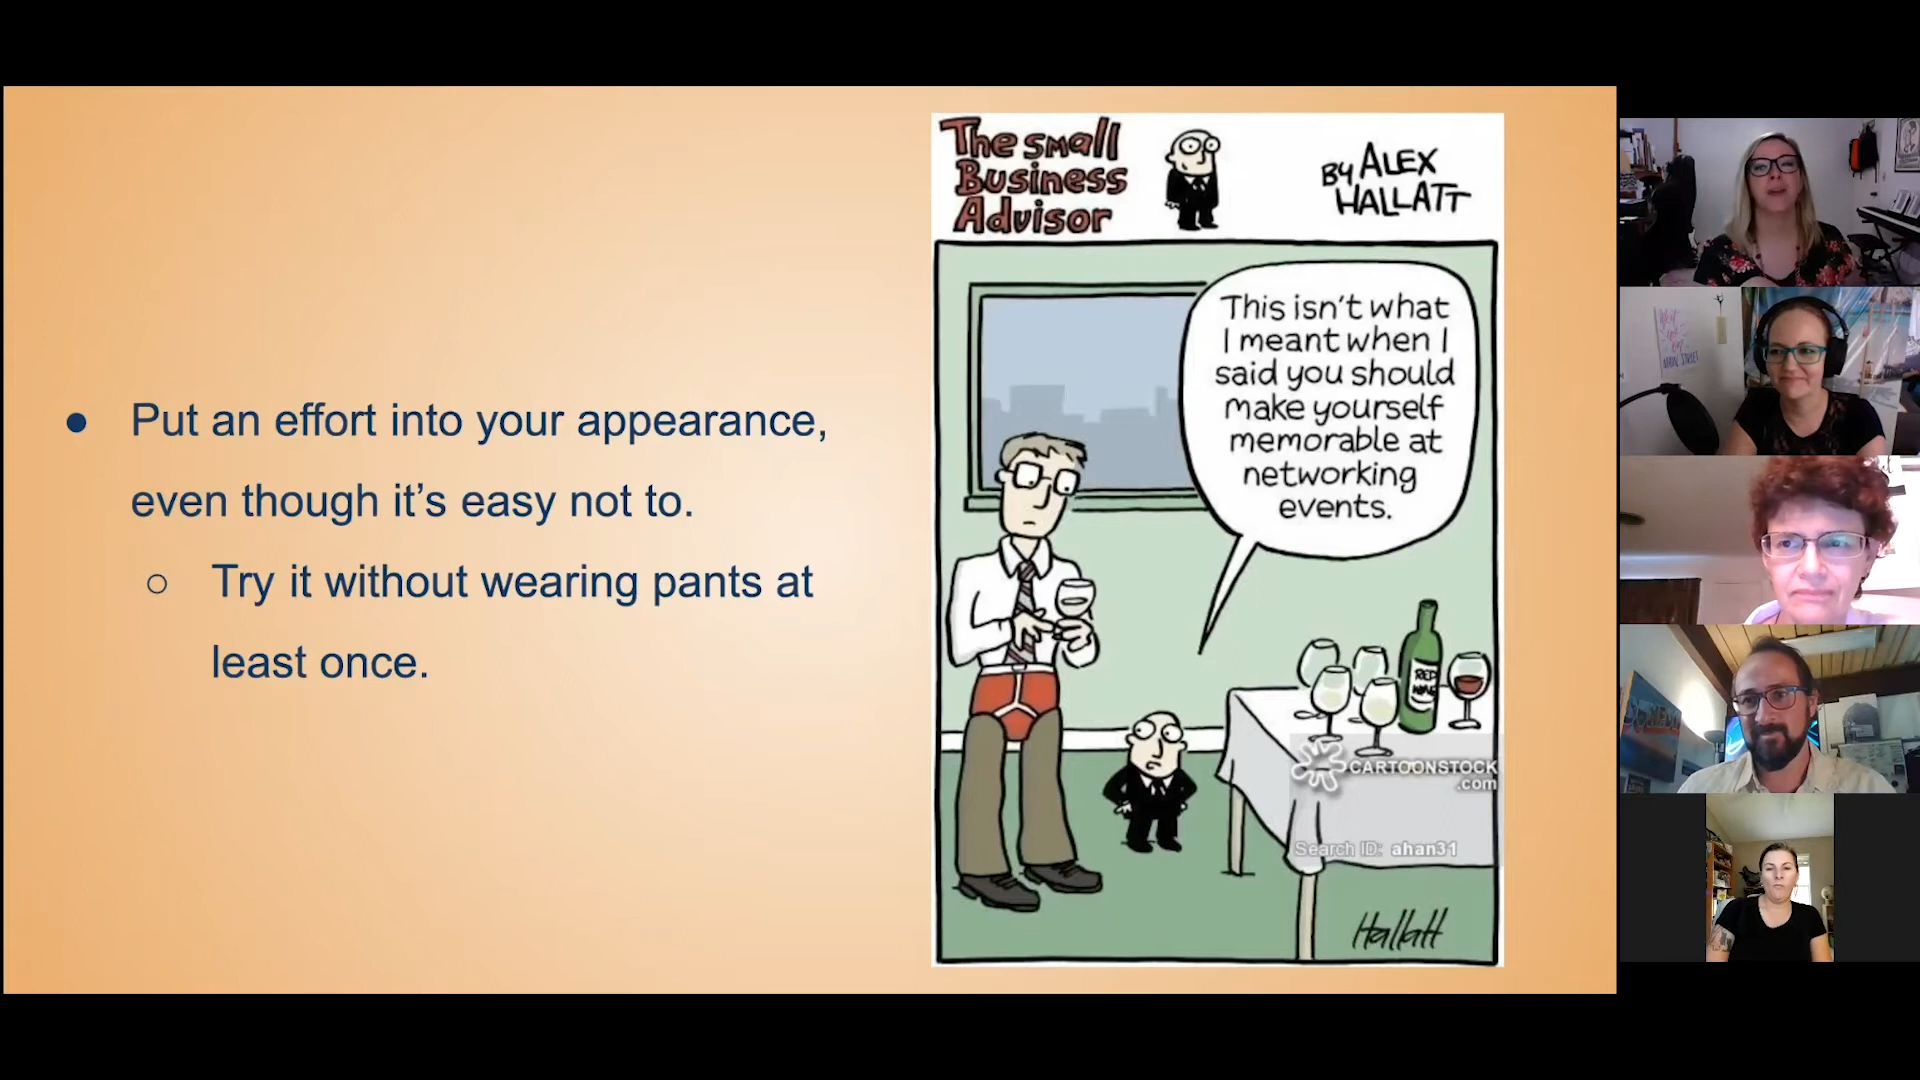 ● Put an effort into your appearance,
even though it’s easy not to.
○ Try it without wearing pants at
least once.
The Small
Business
Advisor
By ALEX
HALLATT
This isn't what
I meant when I
said you should
make yourself
memorable at
networking
events.
RED
WINE
CARTOONSTOCK
.com
Search ID: ahan31
Hallatt